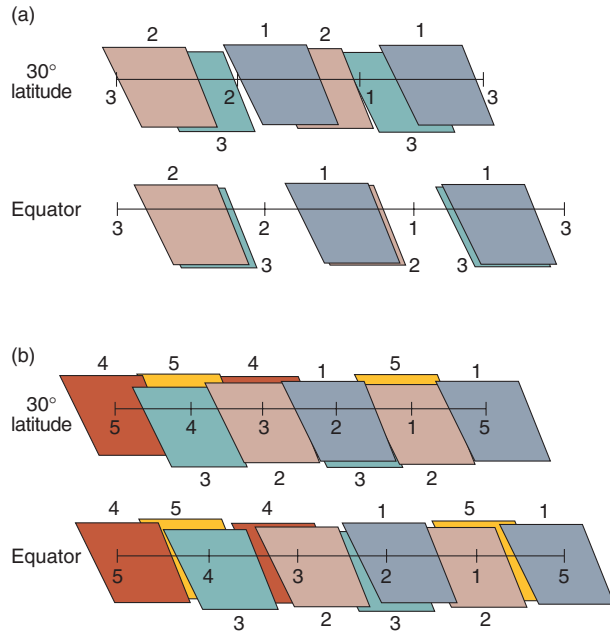 (a)
2 1 2 1
30°
latitude
3 2 1 3
3 3
2 1 1
Equator
3 2 1 3
3 2 3
(b)
4 5 4 1 5 1
30°
latitude
5 4 3 2 1 5
3 2 3 2
4 5 4 1 5 1
Equator
5 4 3 2 1 5
3 2 3 2